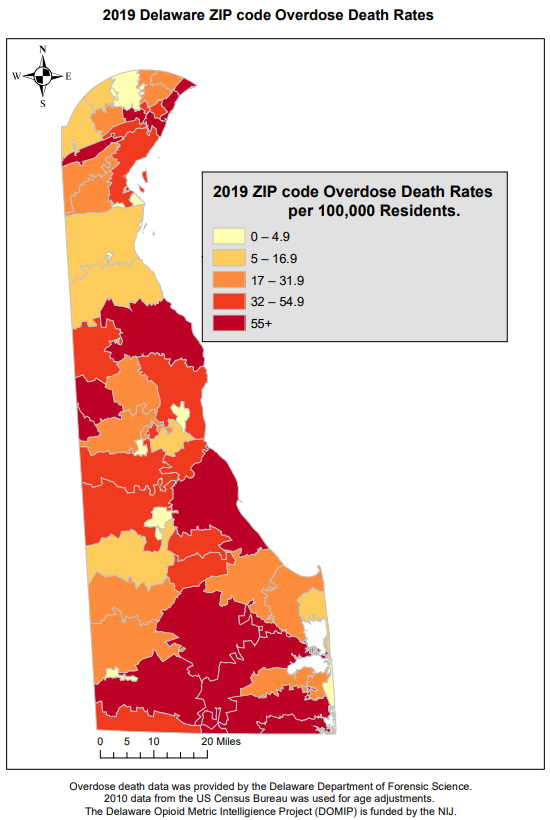 2019 Delaware ZIP code Overdose Death Rates
N
W E
S
2019 ZIP code Overdose Death Rates
per 100,000 Residents.
0 – 4.9
5 – 16.9
17 – 31.9
32 – 54.9
55+
0 5 10 20 Miles
Overdose death data was provided by the Delaware Department of Forensic Science.
2010 data from the US Census Bureau was used for age adjustments.
The Delaware Opioid Metric Intelligience Project (DOMIP) is funded by the NIJ.